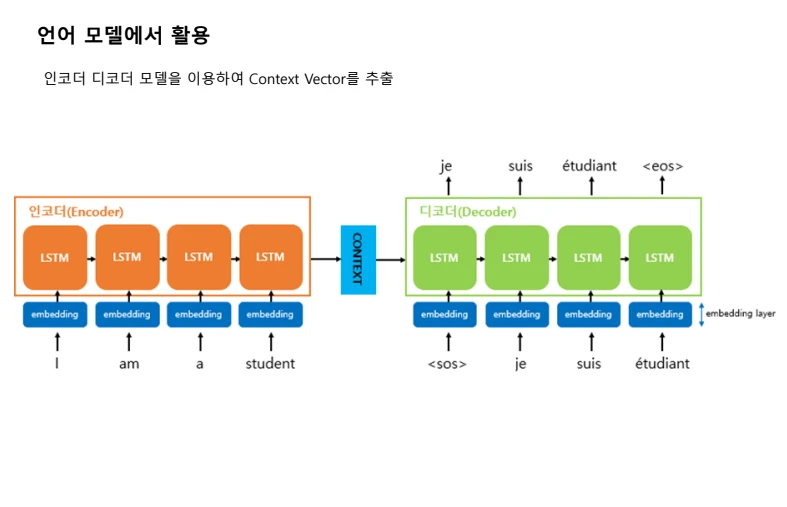 언어 모델에서 활용
인코더 디코더 모델을 이용하여 Context Vector를 추출
je suis étudiant <eos>
인코더(Encoder) 디코더(Decoder)
LSTM LSTM LSTM LSTM CONTEXT LSTM LSTM LSTM LSTM
embedding embedding embedding embedding embedding embedding embedding embedding embedding layer
I am a student <sos> je suis étudiant